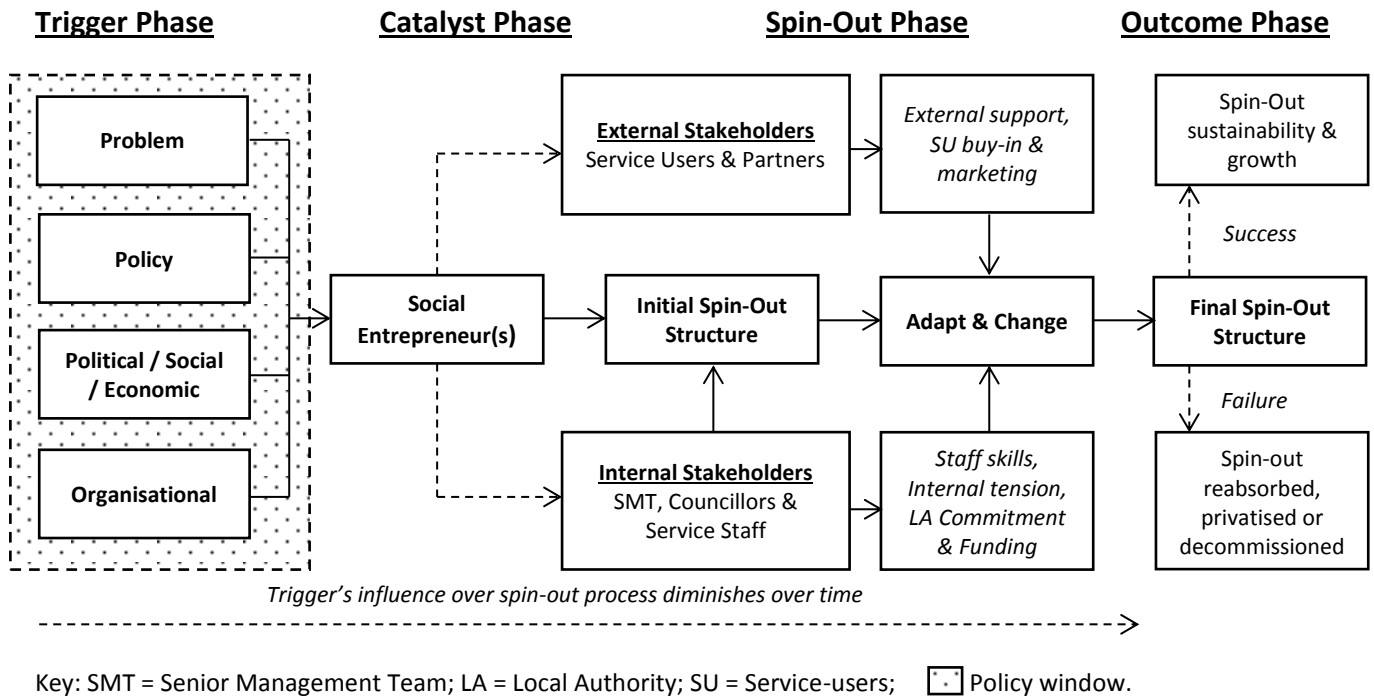 Trigger Phase
Catalyst Phase
Spin-Out Phase
Outcome Phase
Problem
Policy
Political / Social
/ Economic
Organisational
Social
Entrepreneur(s)
External Stakeholders
Service Users & Partners
Initial Spin-Out
Structure
Internal Stakeholders
SMT, Councillors &
Service Staff
External support,
SU buy-in &
marketing
Adapt & Change
Staff skills,
Internal tension,
LA Commitment
& Funding
Spin-Out
sustainability &
growth
Success
Final Spin-Out
Structure
Failure
Spin-out
reabsorbed,
privatised or
decommissioned
Trigger’s influence over spin-out process diminishes over time
Key: SMT = Senior Management Team; LA = Local Authority; SU = Service-users; Policy window.